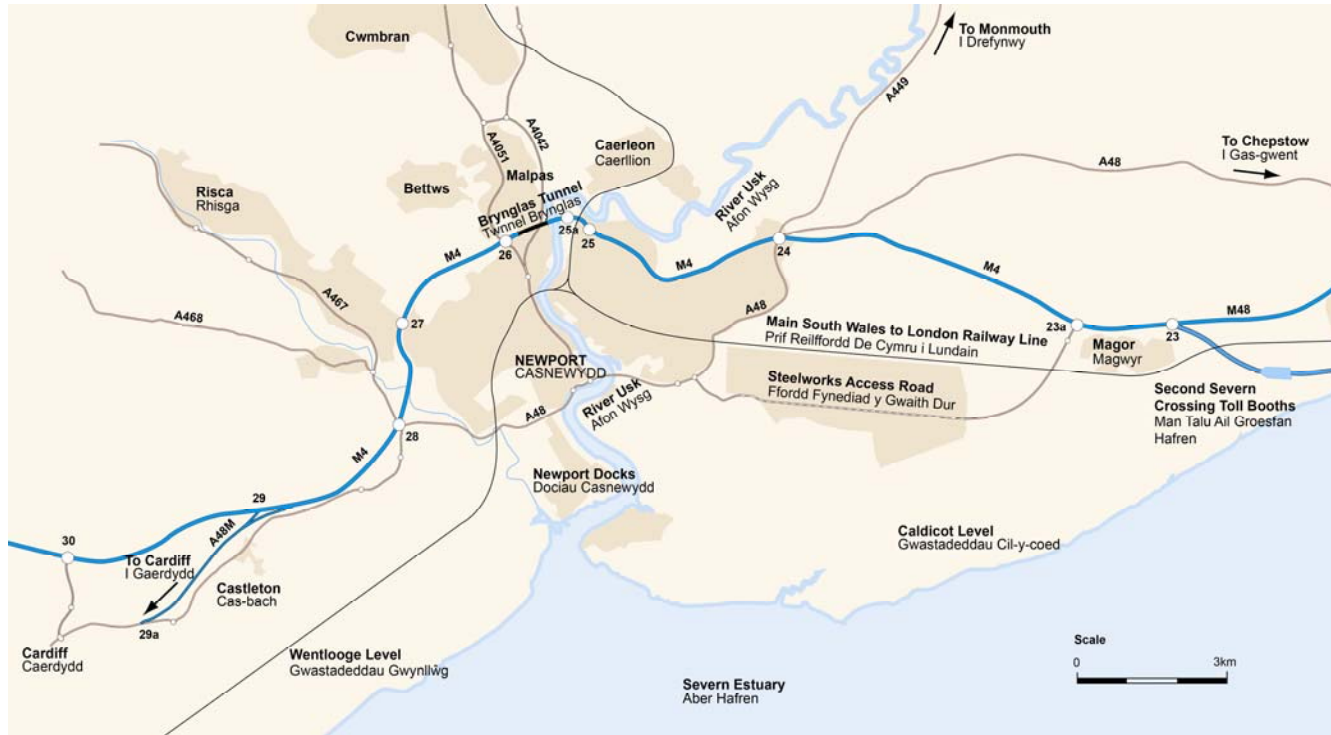 To Monmouth
I Drefynwy
Cwmbran
A449
To Chepstow
I Gas-gwent
A4051
A4042
Caerleon
Caerllion
A48
Malpas
Bettws
Risca
Rhisga
Brynglas Tunnel
Twnnel Brynglas
River Usk
Afon Wysg
25a
25
26
24
M4
M4
M4
A467
A48
A468
27
Main South Wales to London Railway Line
Prif Reilffordd De Cymru i Lundain
23a
M48
23
Magor
Magwyr
NEWPORT
CASNEWYDD
Steelworks Access Road
Ffordd Fynediad y Gwaith Dur
Second Severn
Crossing Toll Booths
Man Talu Ail Groesfan
Hafren
River Usk
Afon Wysg
A48
28
M4
Newport Docks
Dociau Casnewydd
29
A48M
30
Caldicot Level
Gwastadeddau Cil-y-coed
To Cardiff
I Gaerdydd
Castleton
Cas-bach
29a
Cardiff
Caerdydd
Wentlooge Level
Gwastadeddau Gwynllŵg
Severn Estuary
Aber Hafren
Scale
0 3km